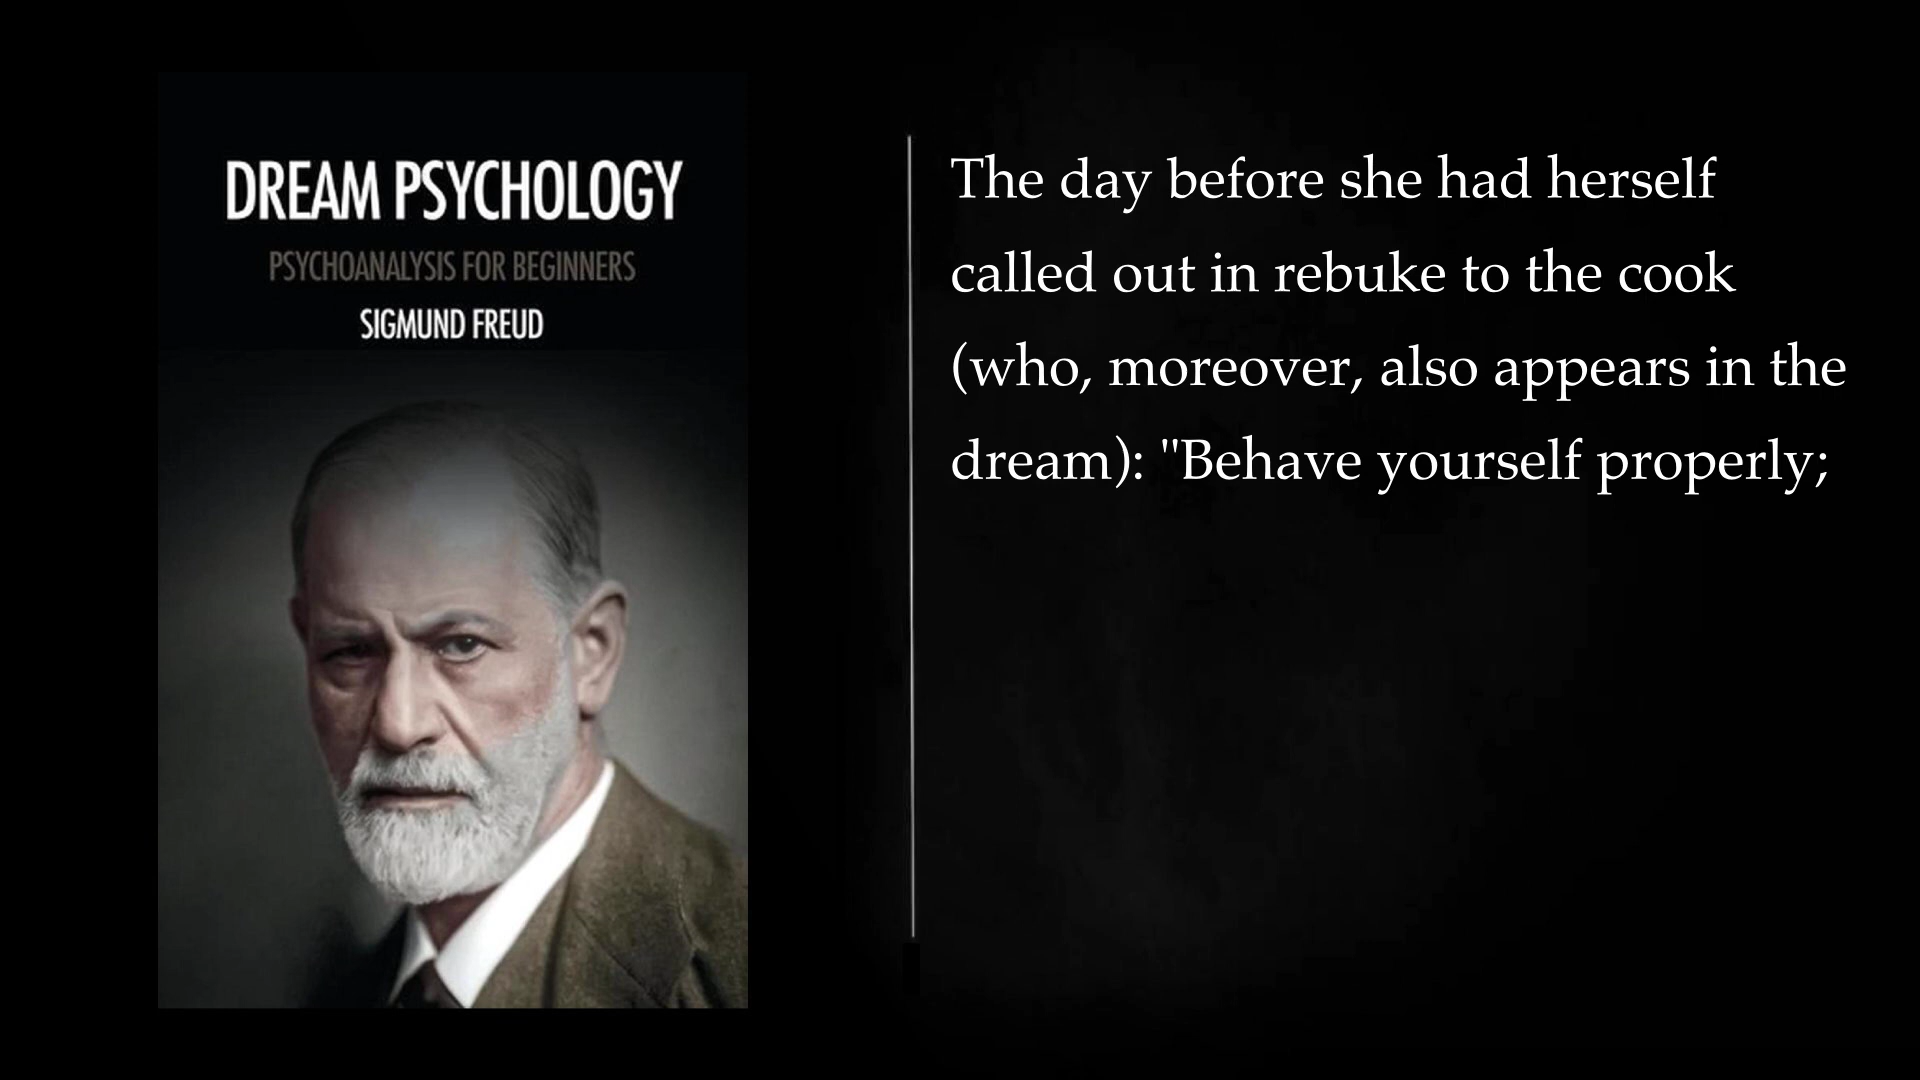 DREAM PSYCHOLOGY
PSYCHOANALYSIS FOR BEGINNERS
SIGMUND FREUD
The day before she had herself
called out in rebuke to the cook
(who, moreover, also appears in the
dream): "Behave yourself properly;